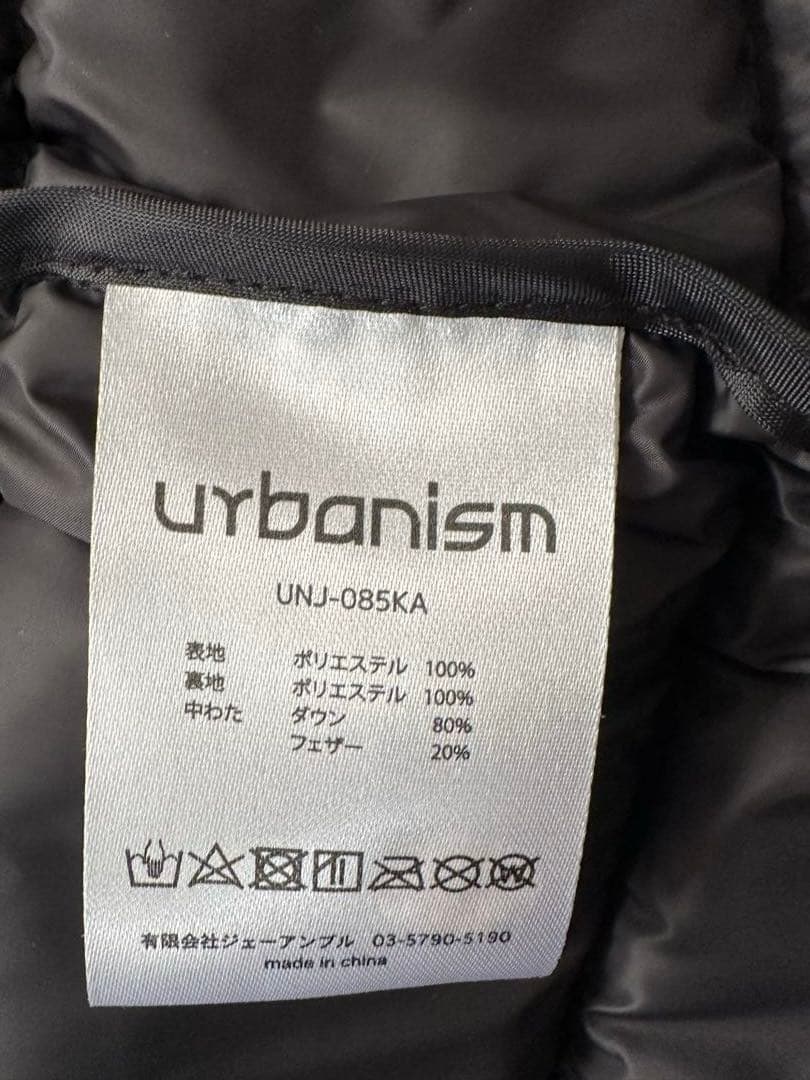 urbanism
UNJ-085KA
表地 ポリエステル 100%
裏地 ポリエステル 100%
中わた ダウン 80%
フェザー 20%
W
有限会社ジェーアンブル 03-5790-5190
made in china